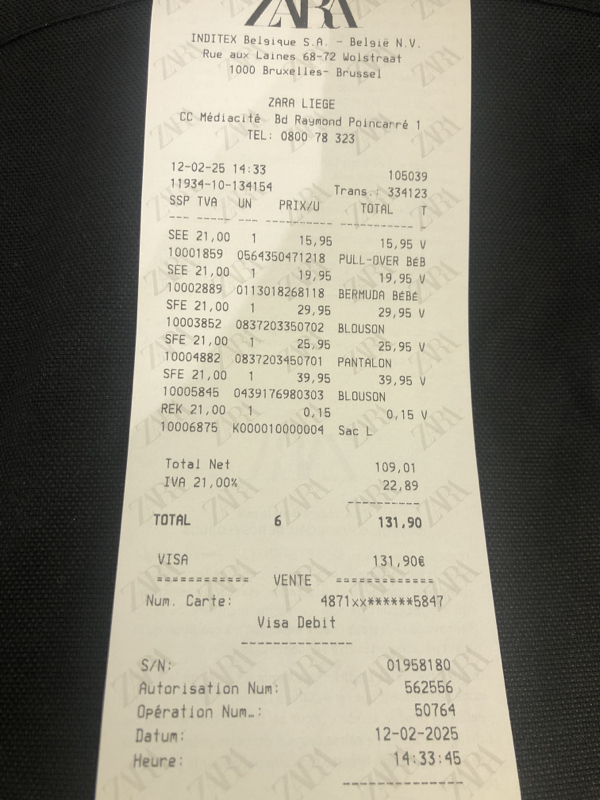 ZARA
INDITEX Belgique S.A. - België N.V.
Rue aux Laines 68-72 Wolstraat
1000 Bruxelles- Brussel
ZARA LIEGE
CC Médiacité Bd Raymond Poincarré 1
TEL: 0800 78 323
12-02-25 14:33 105039
11934-10-134154 Trans.: 334123
SSP TVA UN PRIX/U TOTAL T
SEE 21,00 1 15,95 15,95 V
10001859 0564350471218 PULL-OVER BéB
SEE 21,00 1 19,95 19,95 V
10002889 0113018268118 BERMUDA BéBé
SFE 21,00 1 29,95 29,95 V
10003852 0837203350702 BLOUSON
SFE 21,00 1 25,95 25,95 V
10004882 0837203450701 PANTALON
SFE 21,00 1 39,95 39,95 V
10005845 0439176980303 BLOUSON
REK 21,00 1 0,15 0,15 V
10006875 K000010000004 Sac L
Total Net 109,01
IVA 21,00% 22,89
TOTAL 6 131,90
VISA 131,90€
============ VENTE =============
Num. Carte: 4871xx******5847
Visa Debit
S/N: 01958180
Autorisation Num: 562556
Opération Num…: 50764
Datum: 12-02-2025
Heure: 14:33:45